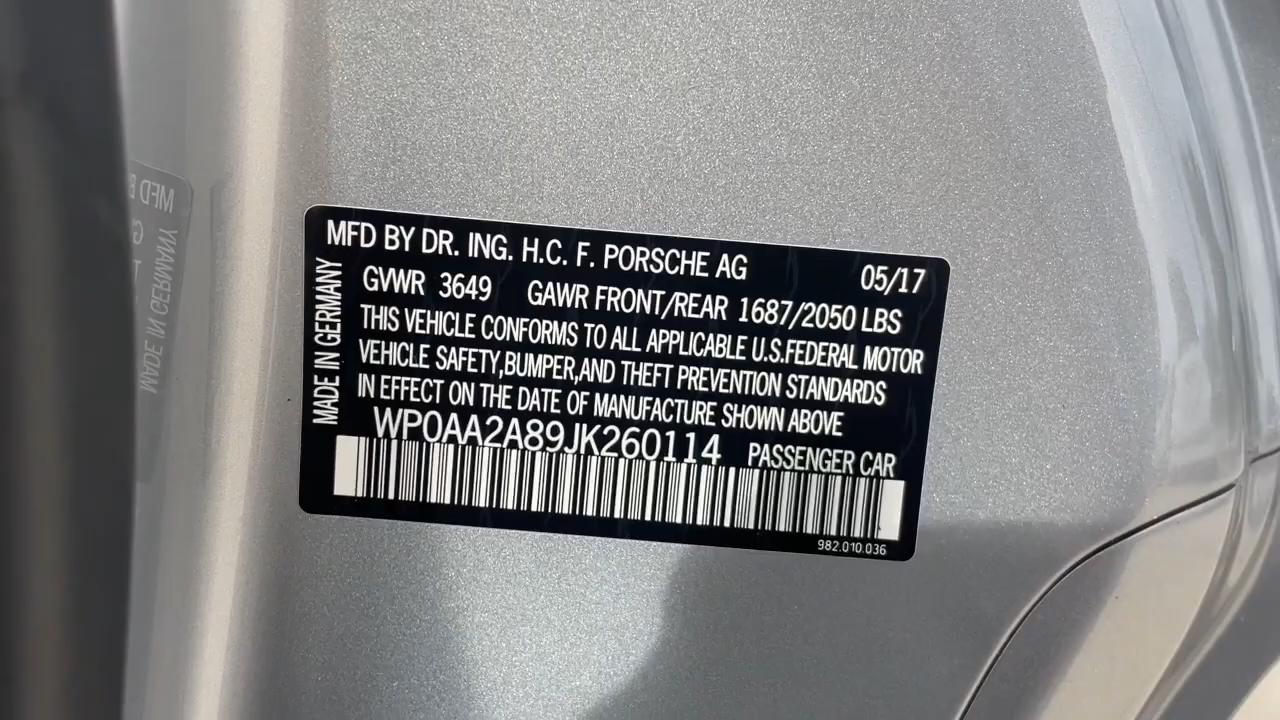 MFD BY DR. ING. H.C. F. PORSCHE AG 05/17
GVWR 3649 GAWR FRONT/REAR 1687/2050 LBS
THIS VEHICLE CONFORMS TO ALL APPLICABLE U.S.FEDERAL MOTOR
VEHICLE SAFETY,BUMPER,AND THEFT PREVENTION STANDARDS
IN EFFECT ON THE DATE OF MANUFACTURE SHOWN ABOVE
WP0AA2A89JK260114 PASSENGER CAR
982.010.036
MADE IN GERMANY
MFD B
MADE IN GERMANY